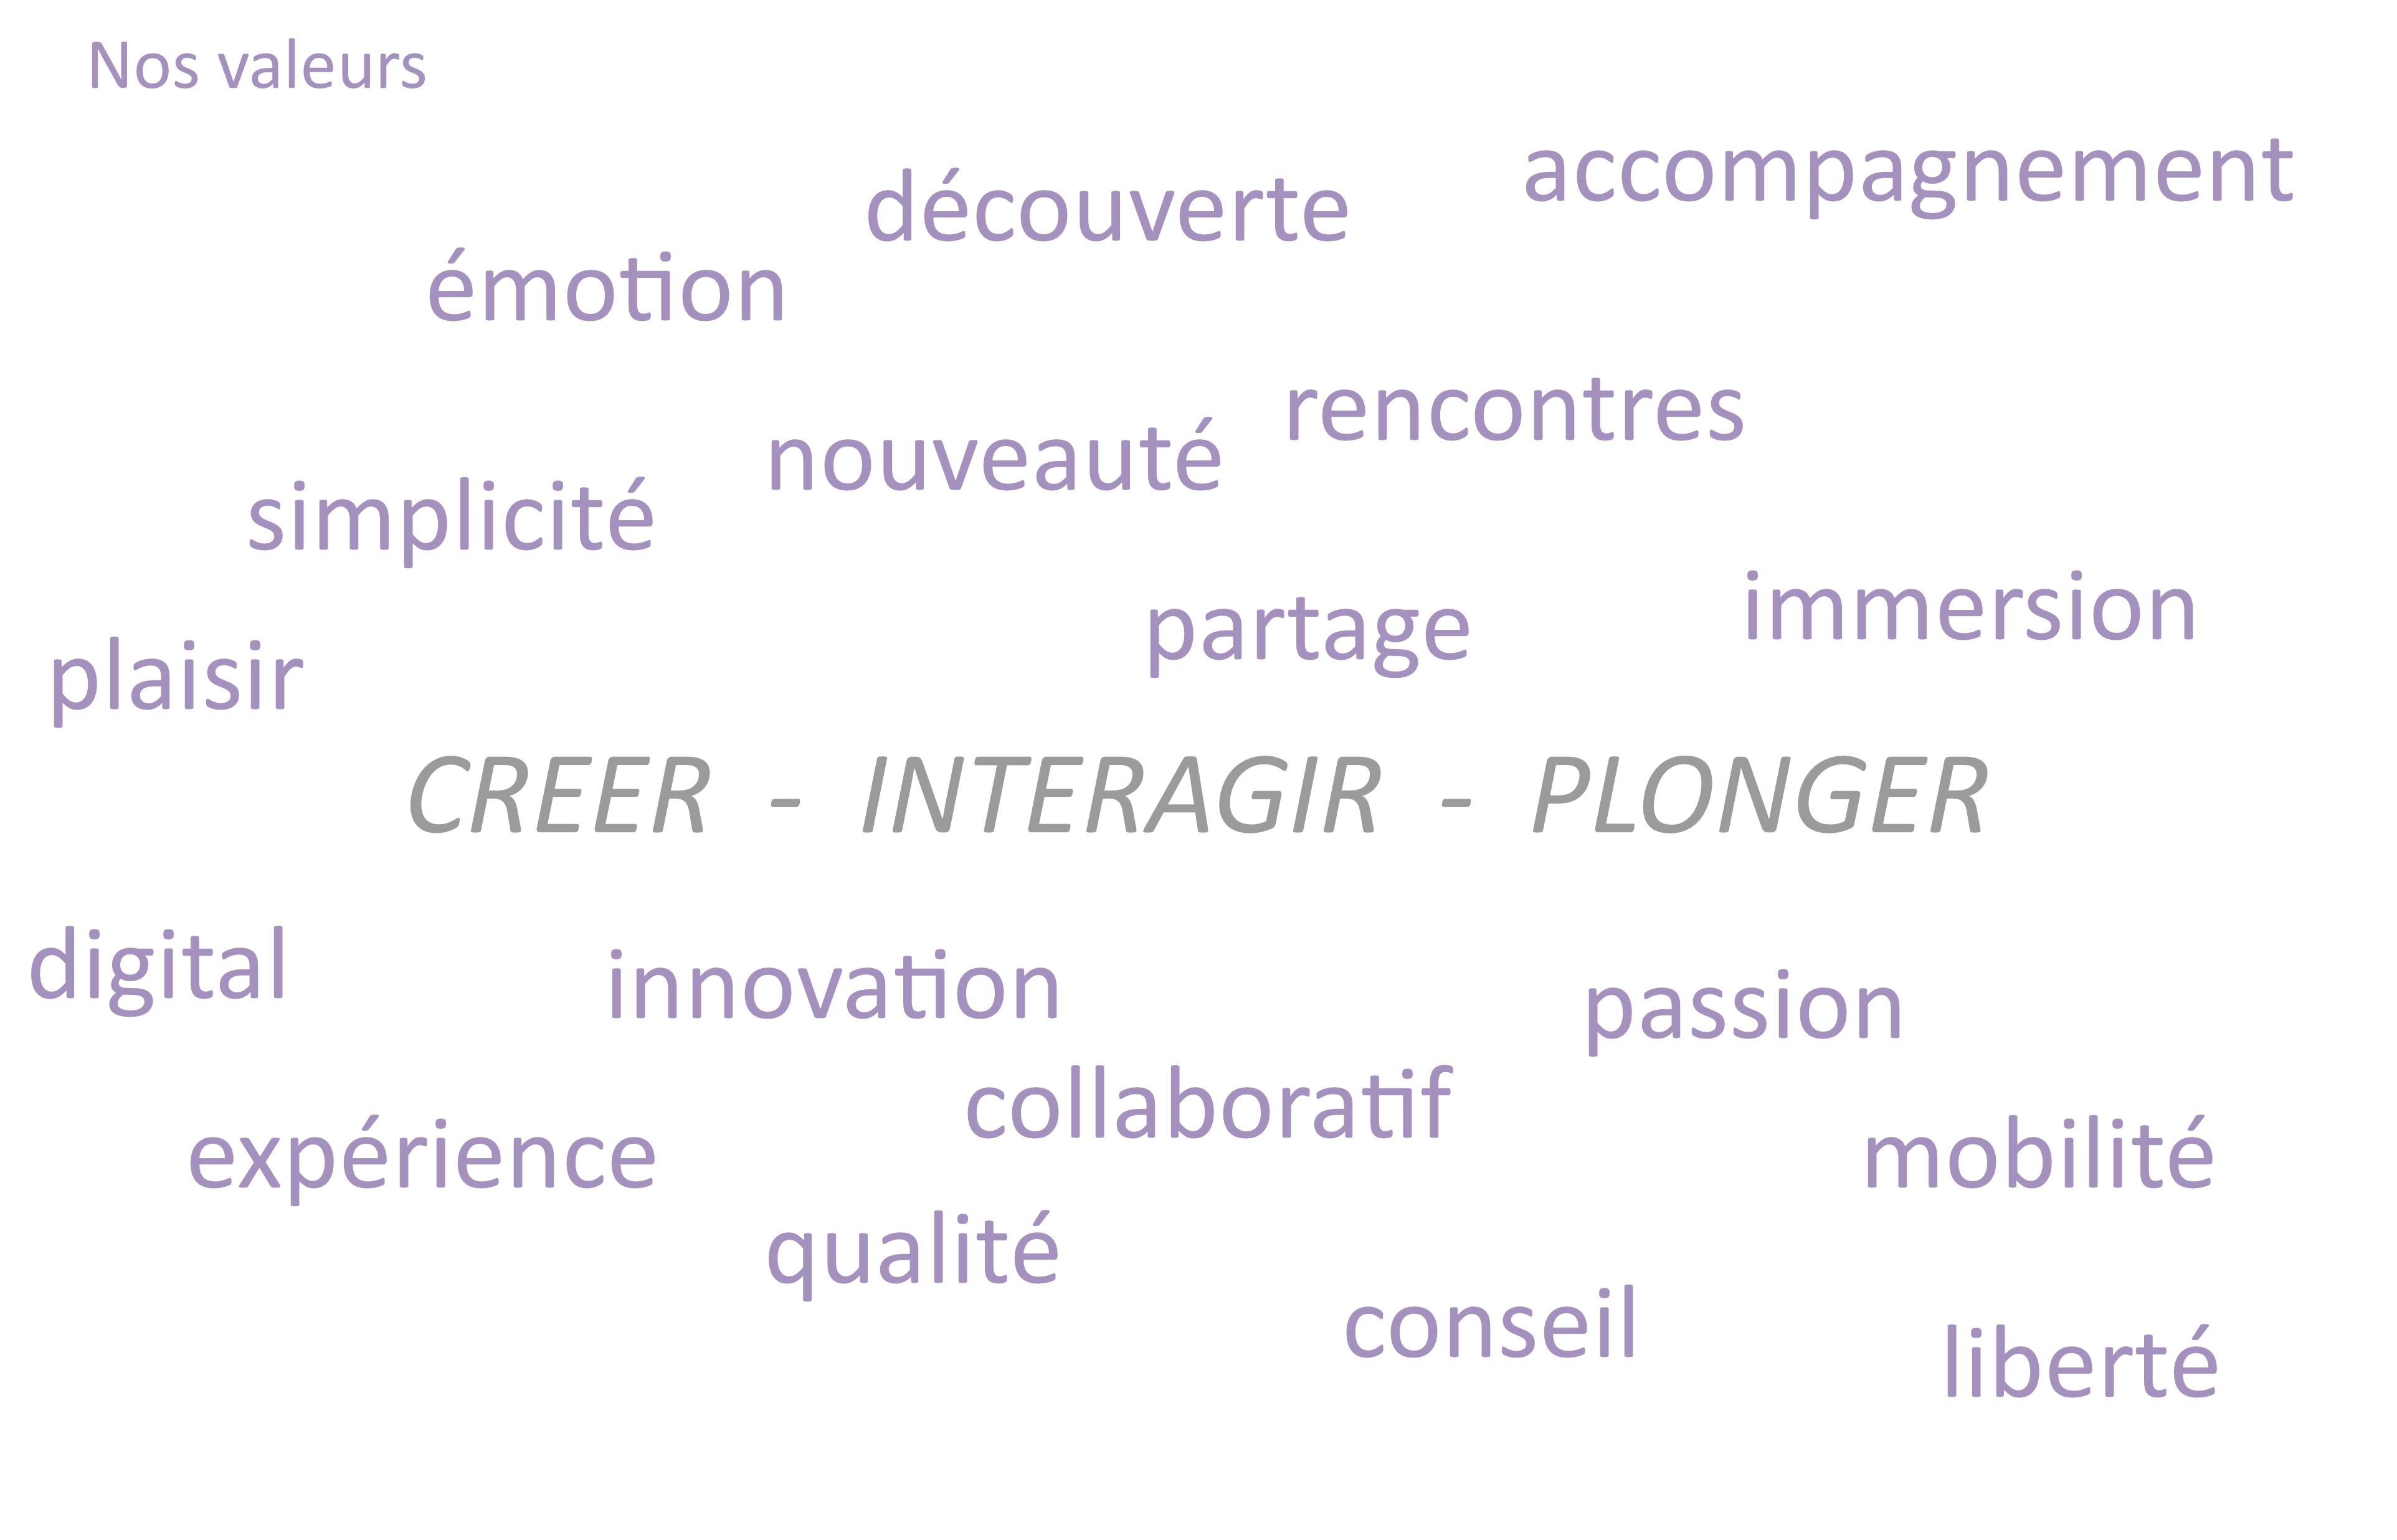 Nos valeurs
accompagnement
découverte
émotion
rencontres
nouveauté
simplicité
immersion
partage
plaisir
CREER - INTERAGIR - PLONGER
digital
innovation
passion
collaboratif
expérience
mobilité
qualité
conseil
liberté